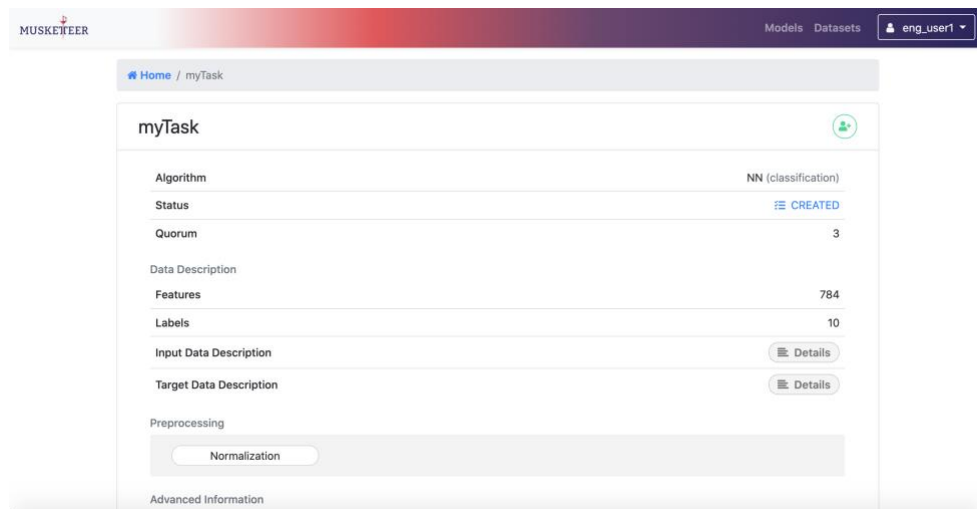 MUSKETEER Models Datasets eng_user1
Home / myTask
myTask
Algorithm NN (classification)
Status CREATED
Quorum 3
Data Description
Features 784
Labels 10
Input Data Description Details
Target Data Description Details
Preprocessing
Normalization
Advanced Information